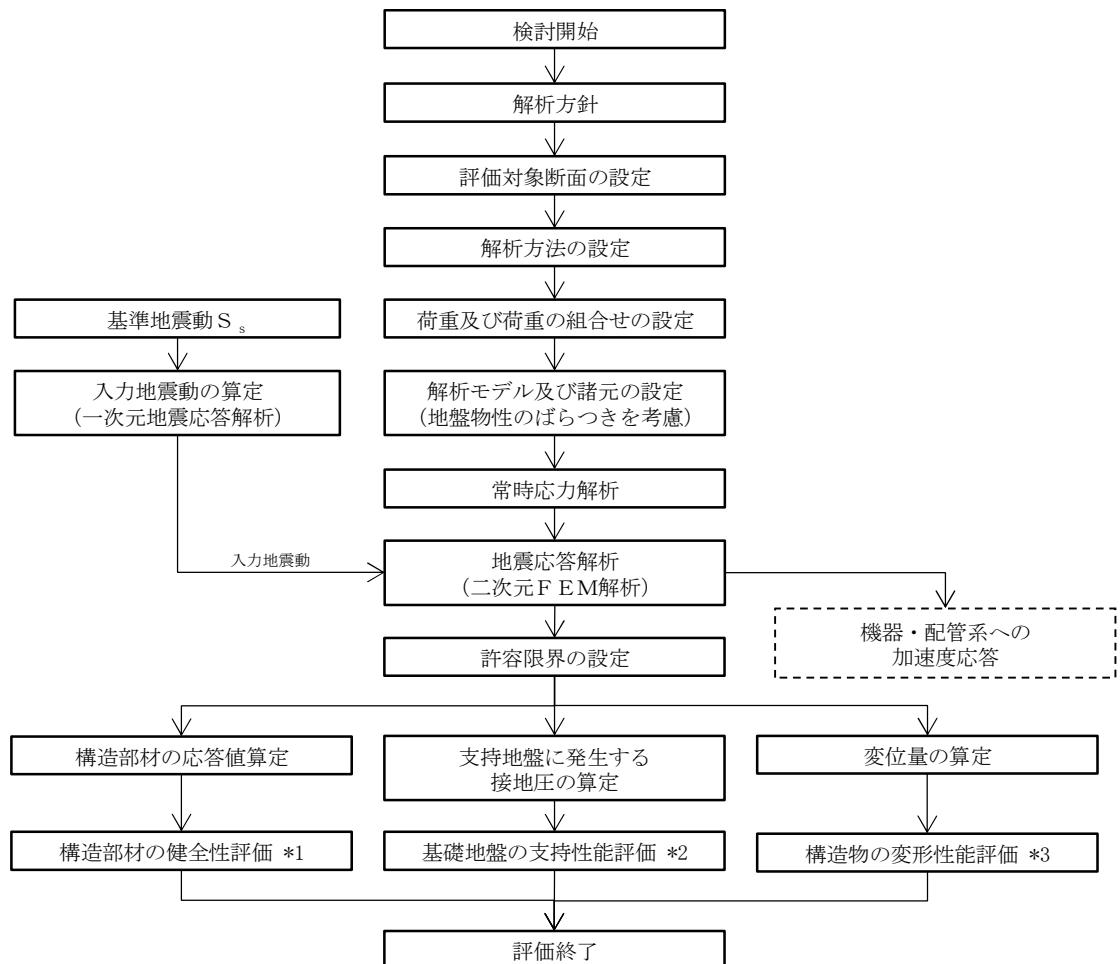 検討開始
解析方針
評価対象断面の設定
解析方法の設定
基準地震動Ｓs
荷重及び荷重の組合せの設定
入力地震動の算定
（一次元地震応答解析）
解析モデル及び諸元の設定
（地盤物性のばらつきを考慮）
常時応力解析
入力地震動
地震応答解析
（二次元ＦＥＭ解析）
機器・配管系への
加速度応答
許容限界の設定
構造部材の応答値算定
支持地盤に発生する
接地圧の算定
変位量の算定
構造部材の健全性評価 *1
基礎地盤の支持性能評価 *2
構造物の変形性能評価 *3
評価終了